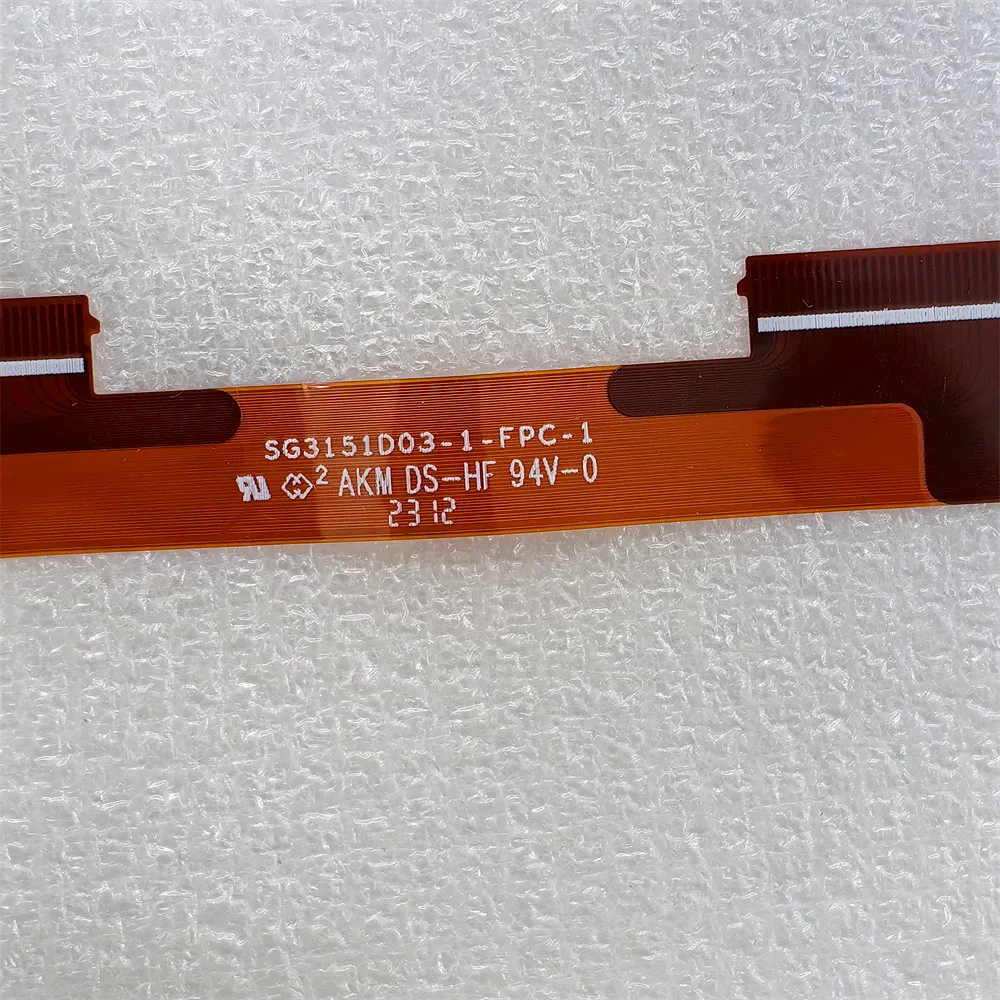 SG3151D03-1-FPC-1
2 AKM DS-HF 94V-0
2312